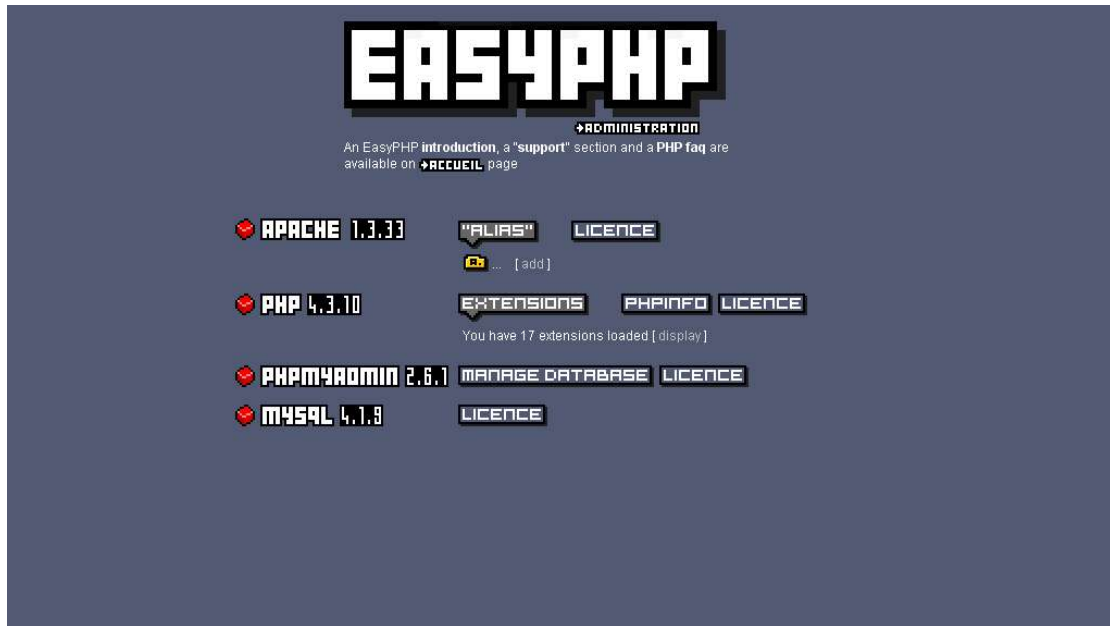 EASYPHP
ADMINISTRATION
An EasyPHP introduction, a "support" section and a PHP faq are
available on ACCUEIL page
APACHE 1.3.33 "ALIAS" LICENCE
A. ... [ add ]
PHP 4.3.10 EXTENSIONS PHPINFO LICENCE
You have 17 extensions loaded [ display ]
PHPMYADMIN 2.6.1 MANAGE DATABASE LICENCE
MYSQL 4.1.9 LICENCE